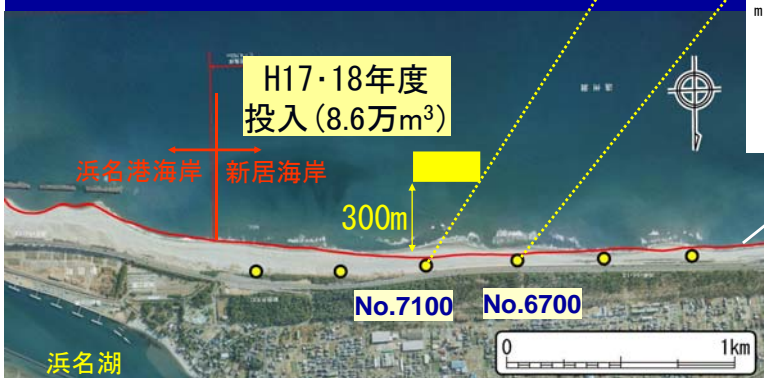 m
H17・18年度
投入(8.6万m³)
浜名港海岸 新居海岸
300m
No.7100 No.6700
0 1km
浜名湖